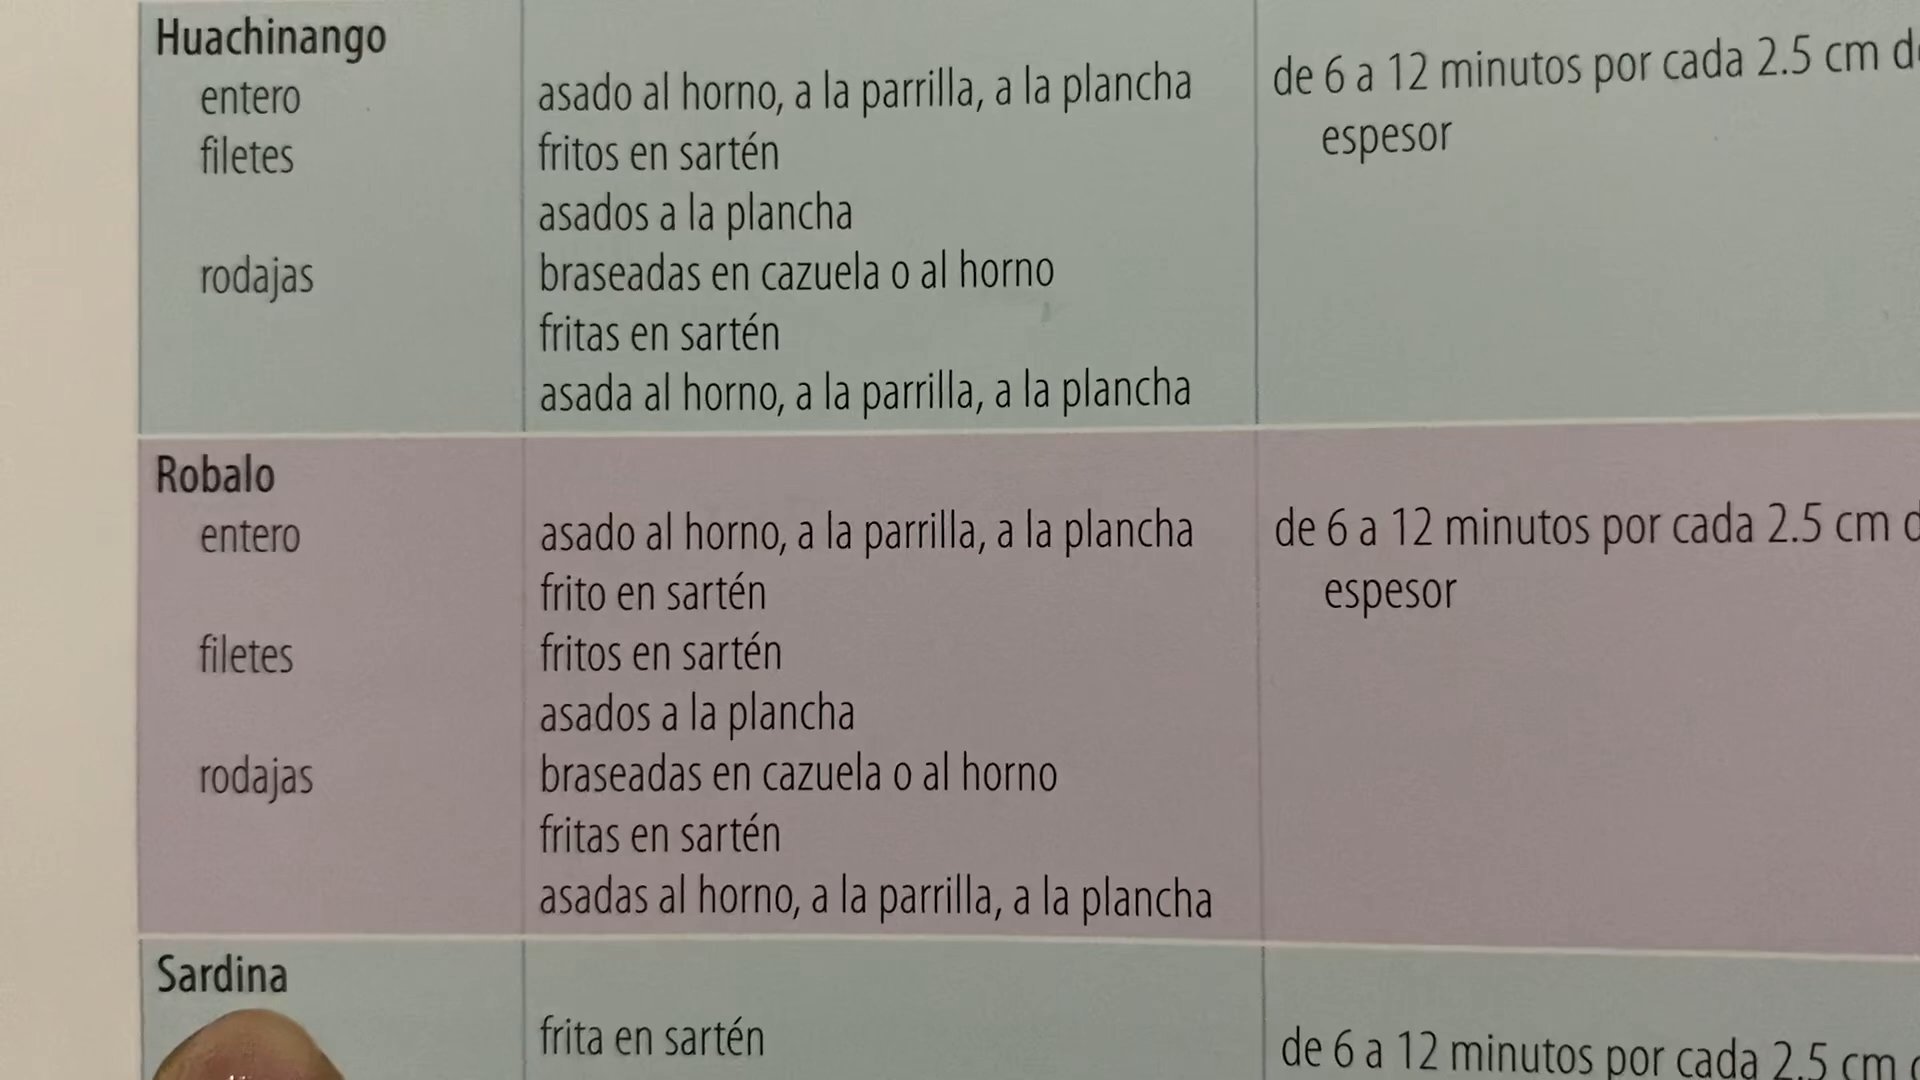 Huachinango
entero asado al horno, a la parrilla, a la plancha de 6 a 12 minutos por cada 2.5 cm
filetes fritos en sartén espesor
asados a la plancha
rodajas braseadas en cazuela o al horno
fritas en sartén
asada al horno, a la parrilla, a la plancha
Robalo
entero asado al horno, a la parrilla, a la plancha de 6 a 12 minutos por cada 2.5 cm
frito en sartén espesor
filetes fritos en sartén
asados a la plancha
rodajas braseadas en cazuela o al horno
fritas en sartén
asadas al horno, a la parrilla, a la plancha
Sardina
frita en sartén de 6 a 12 minutos por cada 2.5 cm